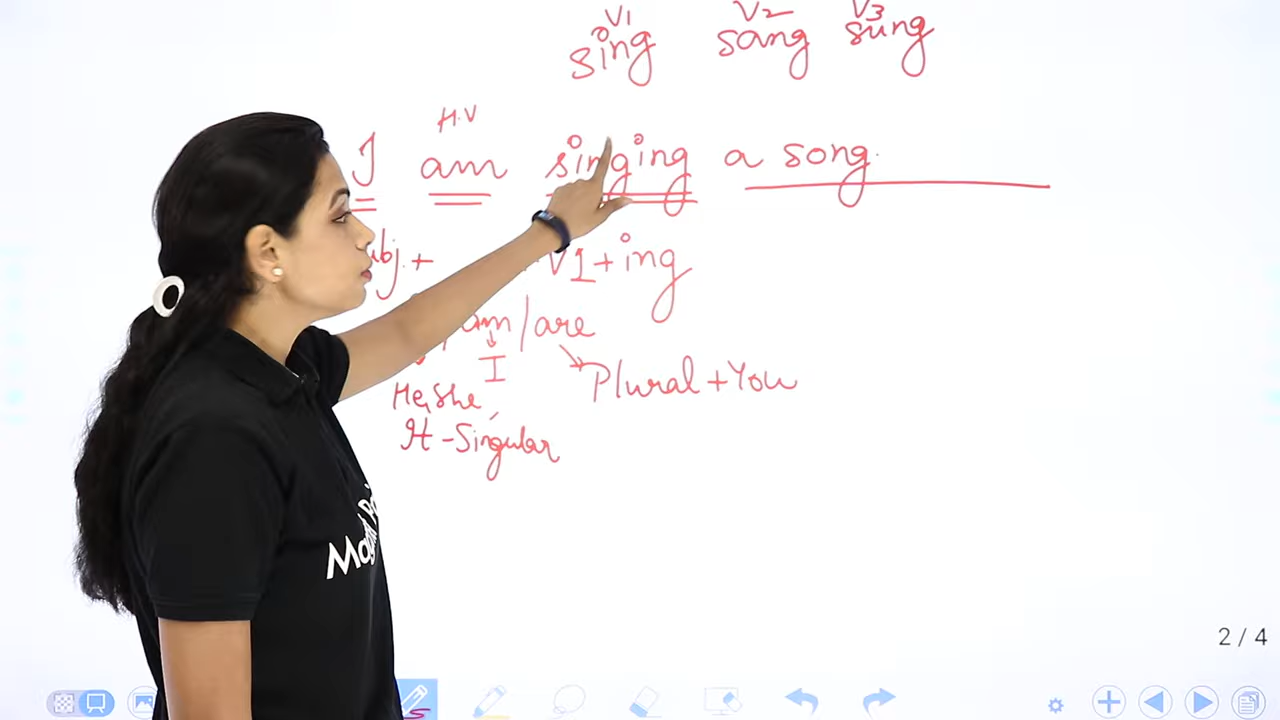 V1 V2 V3
sing sang sung
H.V
I am singing a song.
ubj. + V1 + ing
am / are
I
Plural + You
He, She,
It - Singular
2 / 4